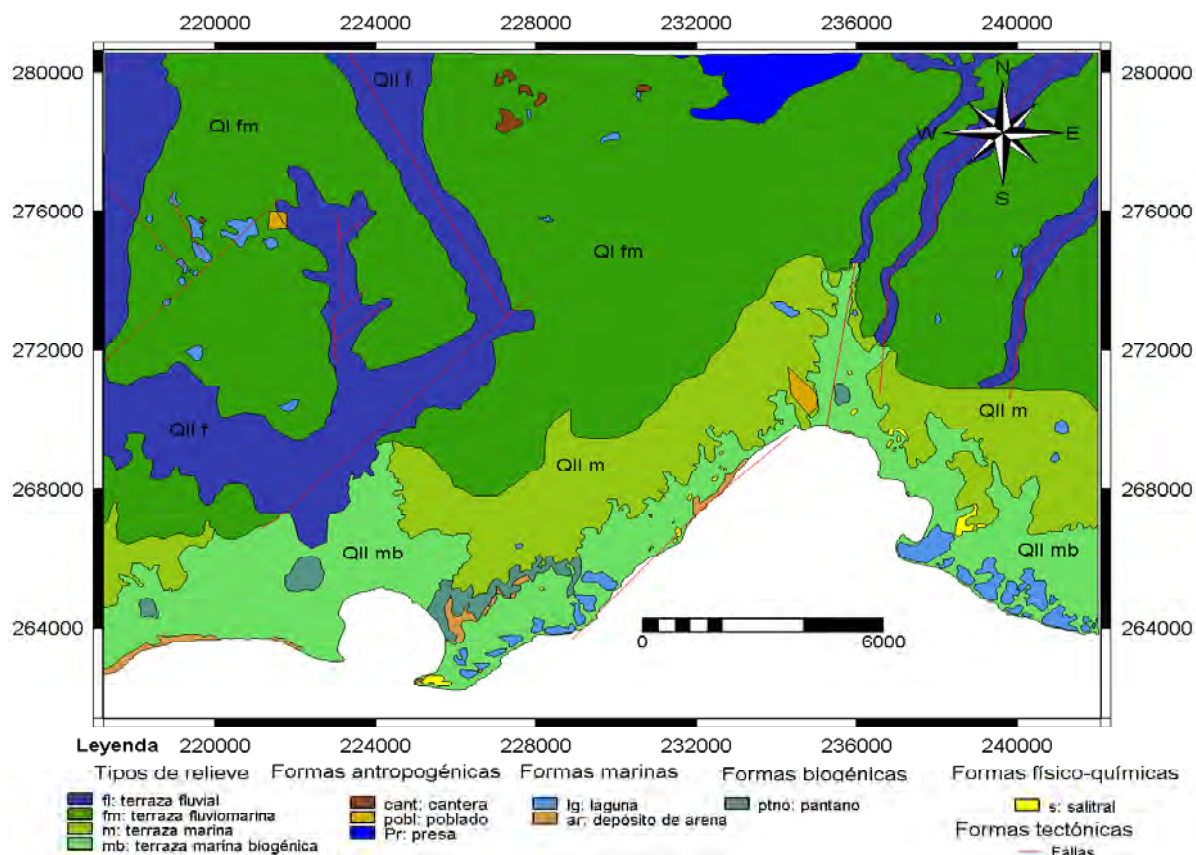 220000 224000 228000 232000 236000 240000
280000 280000
QII f
N
QI fm
W E
S
276000 276000
QI fm
272000 272000
QII m
QII f
QII m
268000 268000
QII mb
QII mb
264000 264000
0 6000
220000 224000 228000 232000 236000 240000
Leyenda
Tipos de relieve Formas antropogénicas Formas marinas Formas biogénicas Formas físico-químicas
fl: terraza fluvial cant: cantera lg: laguna ptno: pantano s: salitral
fm: terraza fluviomarina pobl: poblado ar: depósito de arena
m: terraza marina Pr: presa Formas tectónicas
mb: terraza marina biogénica Fallas